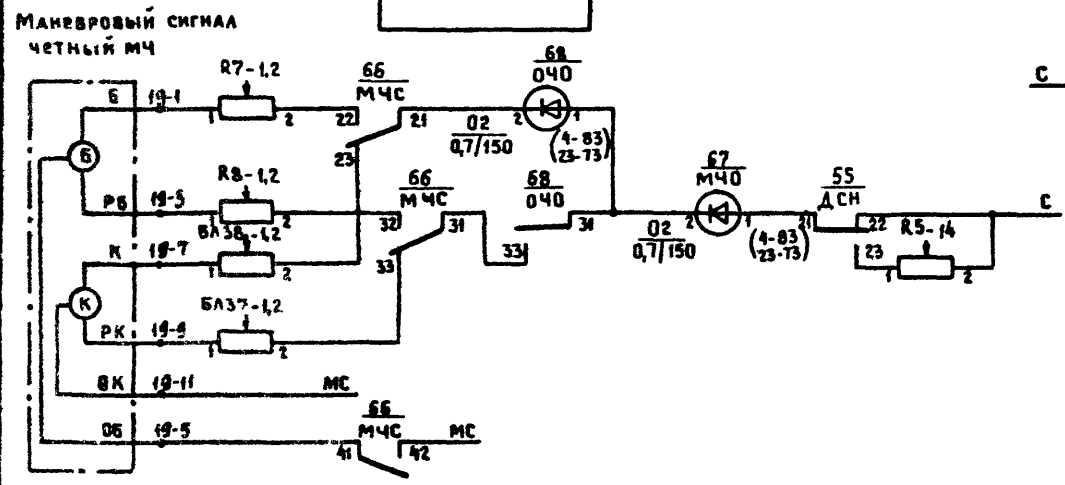 МАНЕВРОВЫЙ СИГНАЛ
ЧЕТНЫЙ МЧ
R7-1,2
66
МЧС
68
ОЧО
С
Б
19-1
1
2
22
21
2
1
02
0,7/150
(4-83
23-73)
23
Б
R8-1,2
66
МЧС
68
ОЧО
67
МЧО
55
ДСН
С
РБ
19-3
1
2
32
31
33
31
2
1
02
0,7/150
(4-83
23-73)
21
22
R5-14
23
1
2
БЛ38-1,2
К
19-7
1
2
33
К
БЛ37-1,2
РК
19-9
1
2
ОК
19-11
МС
66
МЧС
ОБ
19-5
41
42
МС